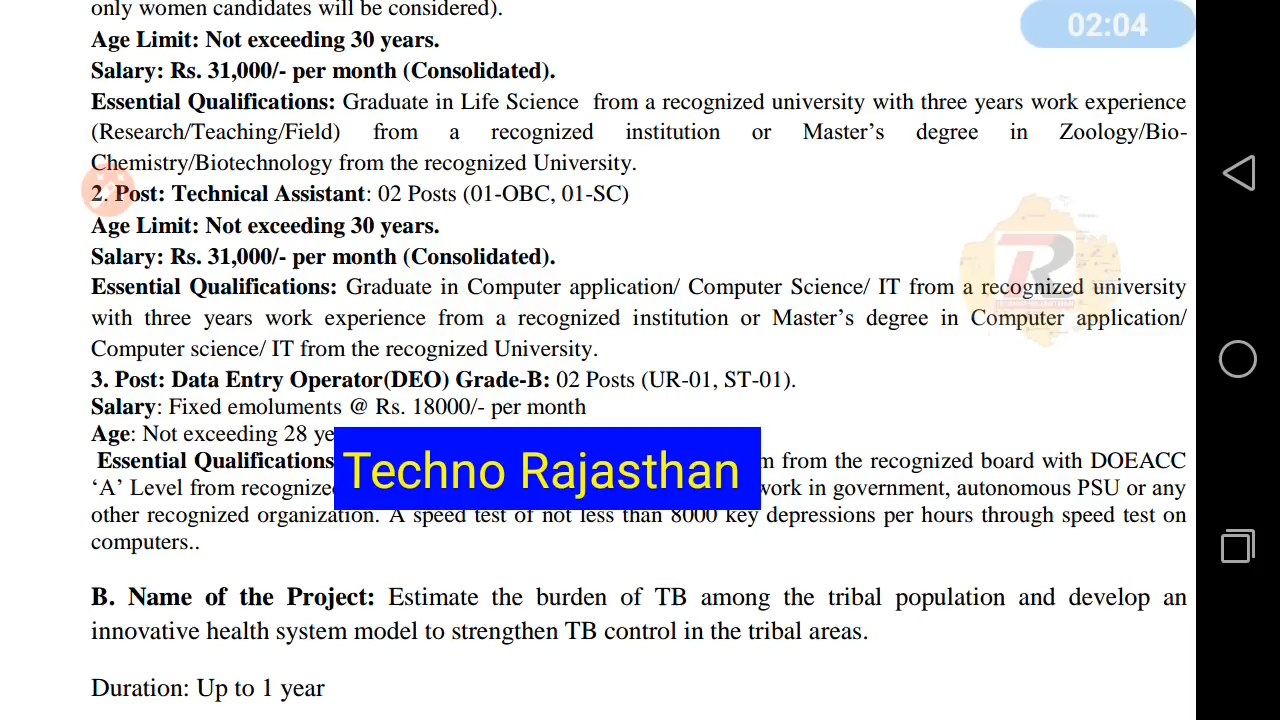 only women candidates will be considered).
02:04
Age Limit: Not exceeding 30 years.
Salary: Rs. 31,000/- per month (Consolidated).
Essential Qualifications: Graduate in Life Science from a recognized university with three years work experience
(Research/Teaching/Field) from a recognized institution or Master's degree in Zoology/Bio-
Chemistry/Biotechnology from the recognized University.
2. Post: Technical Assistant: 02 Posts (01-OBC, 01-SC)
Age Limit: Not exceeding 30 years.
Salary: Rs. 31,000/- per month (Consolidated).
Essential Qualifications: Graduate in Computer application/ Computer Science/ IT from a recognized university
with three years work experience from a recognized institution or Master's degree in Computer application/
Computer science/ IT from the recognized University.
3. Post: Data Entry Operator(DEO) Grade-B: 02 Posts (UR-01, ST-01).
Salary: Fixed emoluments @ Rs. 18000/- per month
Age: Not exceeding 28
Essential Qualifications from the recognized board with DOEACC
Techno Rajasthan
'A' Level from work in government, autonomous PSU or any
other recognized organization. A speed test of not less than 8000 key depressions per hours through speed test on
computers..
B. Name of the Project: Estimate the burden of TB among the tribal population and develop an
innovative health system model to strengthen TB control in the tribal areas.
Duration: Up to 1 year